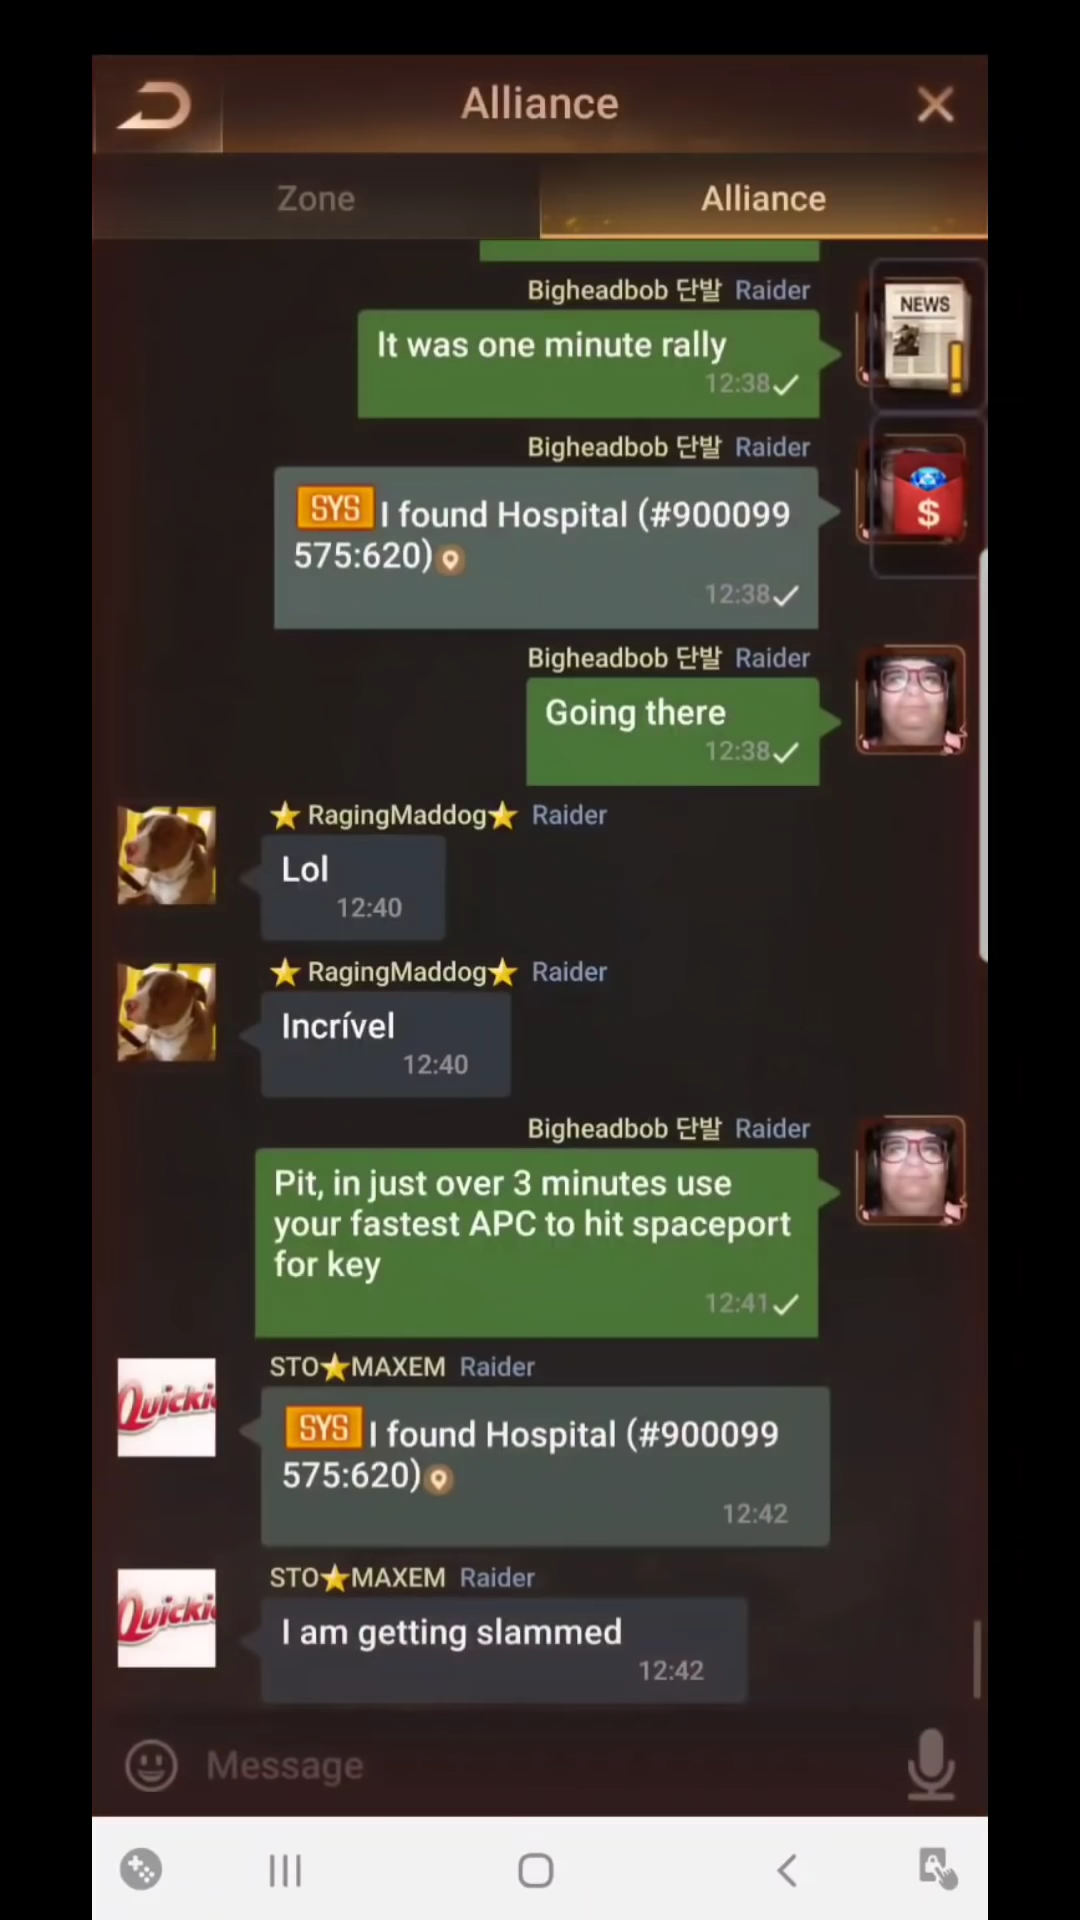 Alliance
Zone
Alliance
Bigheadbob 단발 Raider
It was one minute rally
12:38
NEWS
Bigheadbob 단발 Raider
SYS I found Hospital (#900099
575:620)
12:38
$
Bigheadbob 단발 Raider
Going there
12:38
⭐ RagingMaddog⭐ Raider
Lol
12:40
⭐ RagingMaddog⭐ Raider
Incrível
12:40
Bigheadbob 단발 Raider
Pit, in just over 3 minutes use
your fastest APC to hit spaceport
for key
12:41
STO⭐MAXEM Raider
Quicki
SYS I found Hospital (#900099
575:620)
12:42
STO⭐MAXEM Raider
Quicki
I am getting slammed
12:42
Message